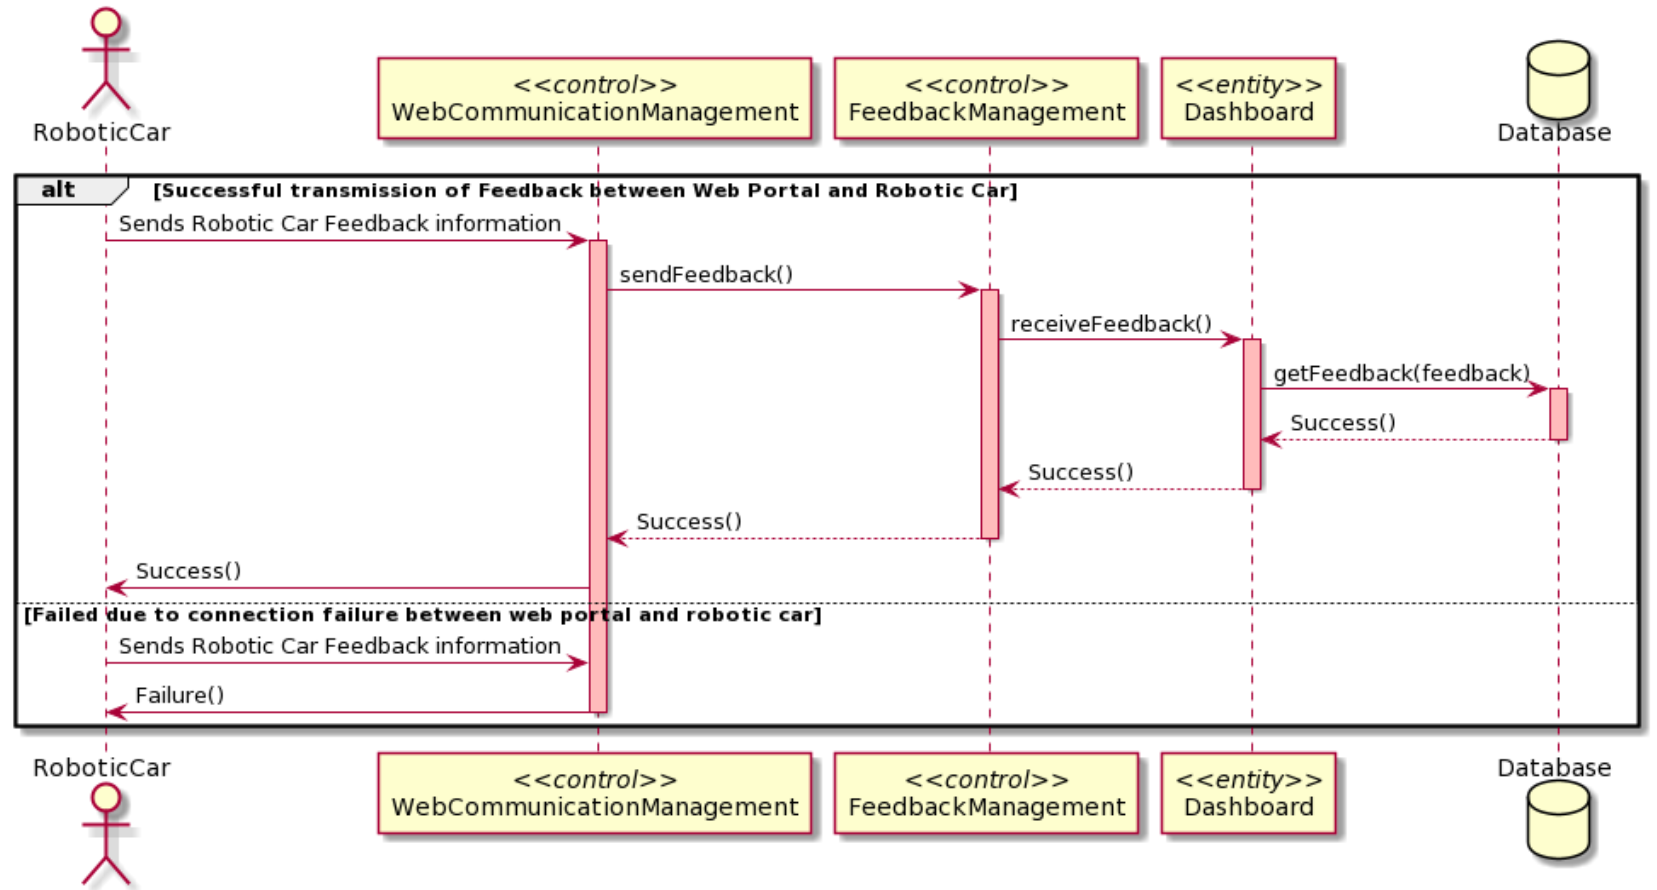 RoboticCar
<<control>>
WebCommunicationManagement
<<control>>
FeedbackManagement
<<entity>>
Dashboard
Database
alt
[Successful transmission of Feedback between Web Portal and Robotic Car]
Sends Robotic Car Feedback information
sendFeedback()
receiveFeedback()
getFeedback(feedback)
Success()
Success()
Success()
Success()
[Failed due to connection failure between web portal and robotic car]
Sends Robotic Car Feedback information
Failure()
RoboticCar
<<control>>
WebCommunicationManagement
<<control>>
FeedbackManagement
<<entity>>
Dashboard
Database